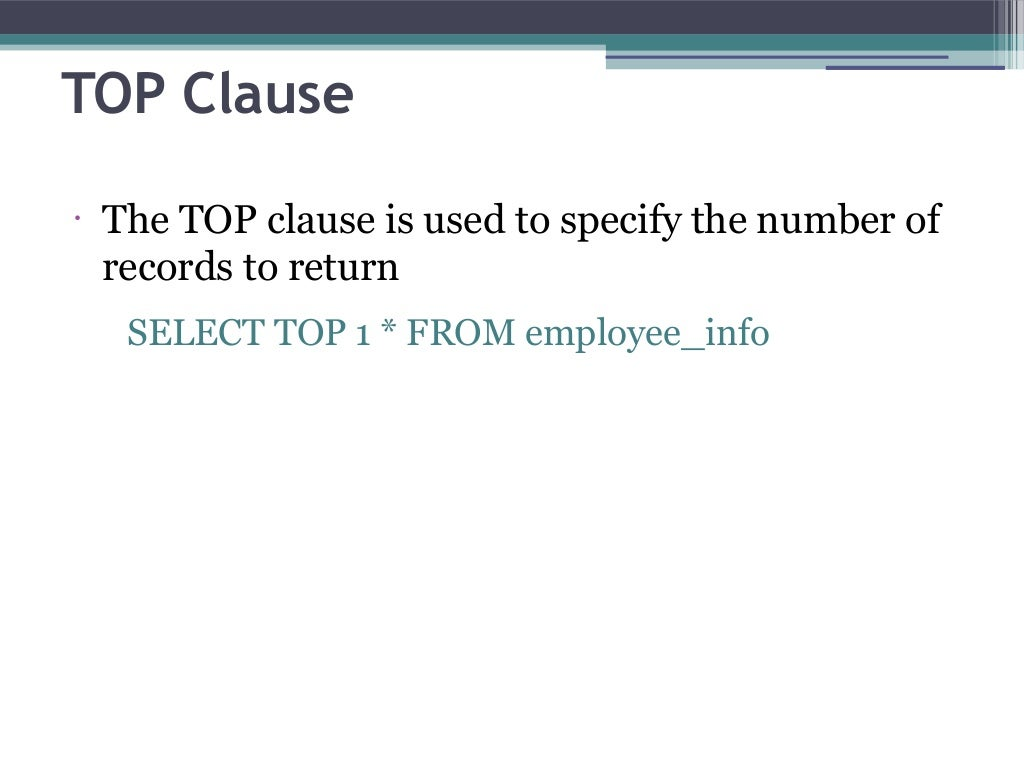 TOP Clause
· The TOP clause is used to specify the number of
records to return
SELECT TOP 1 * FROM employee_info